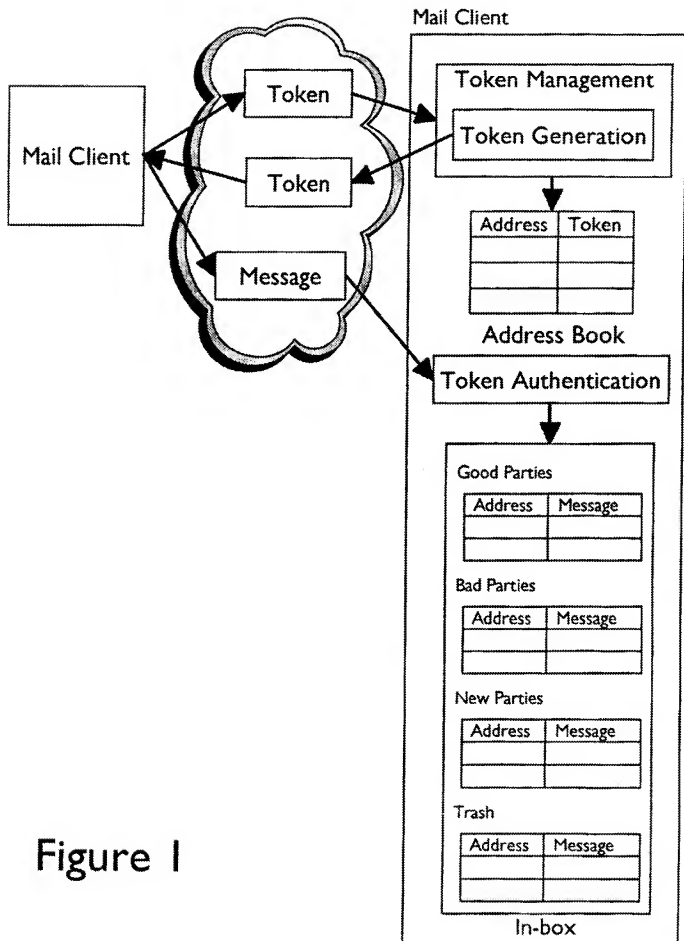 Mail Client
Token Management
Token
Token Generation
Mail Client
Token
Address Token
Message
Address Book
Token Authentication
Good Parties
Address Message
Bad Parties
Address Message
New Parties
Address Message
Trash
Address Message
Figure 1
In-box